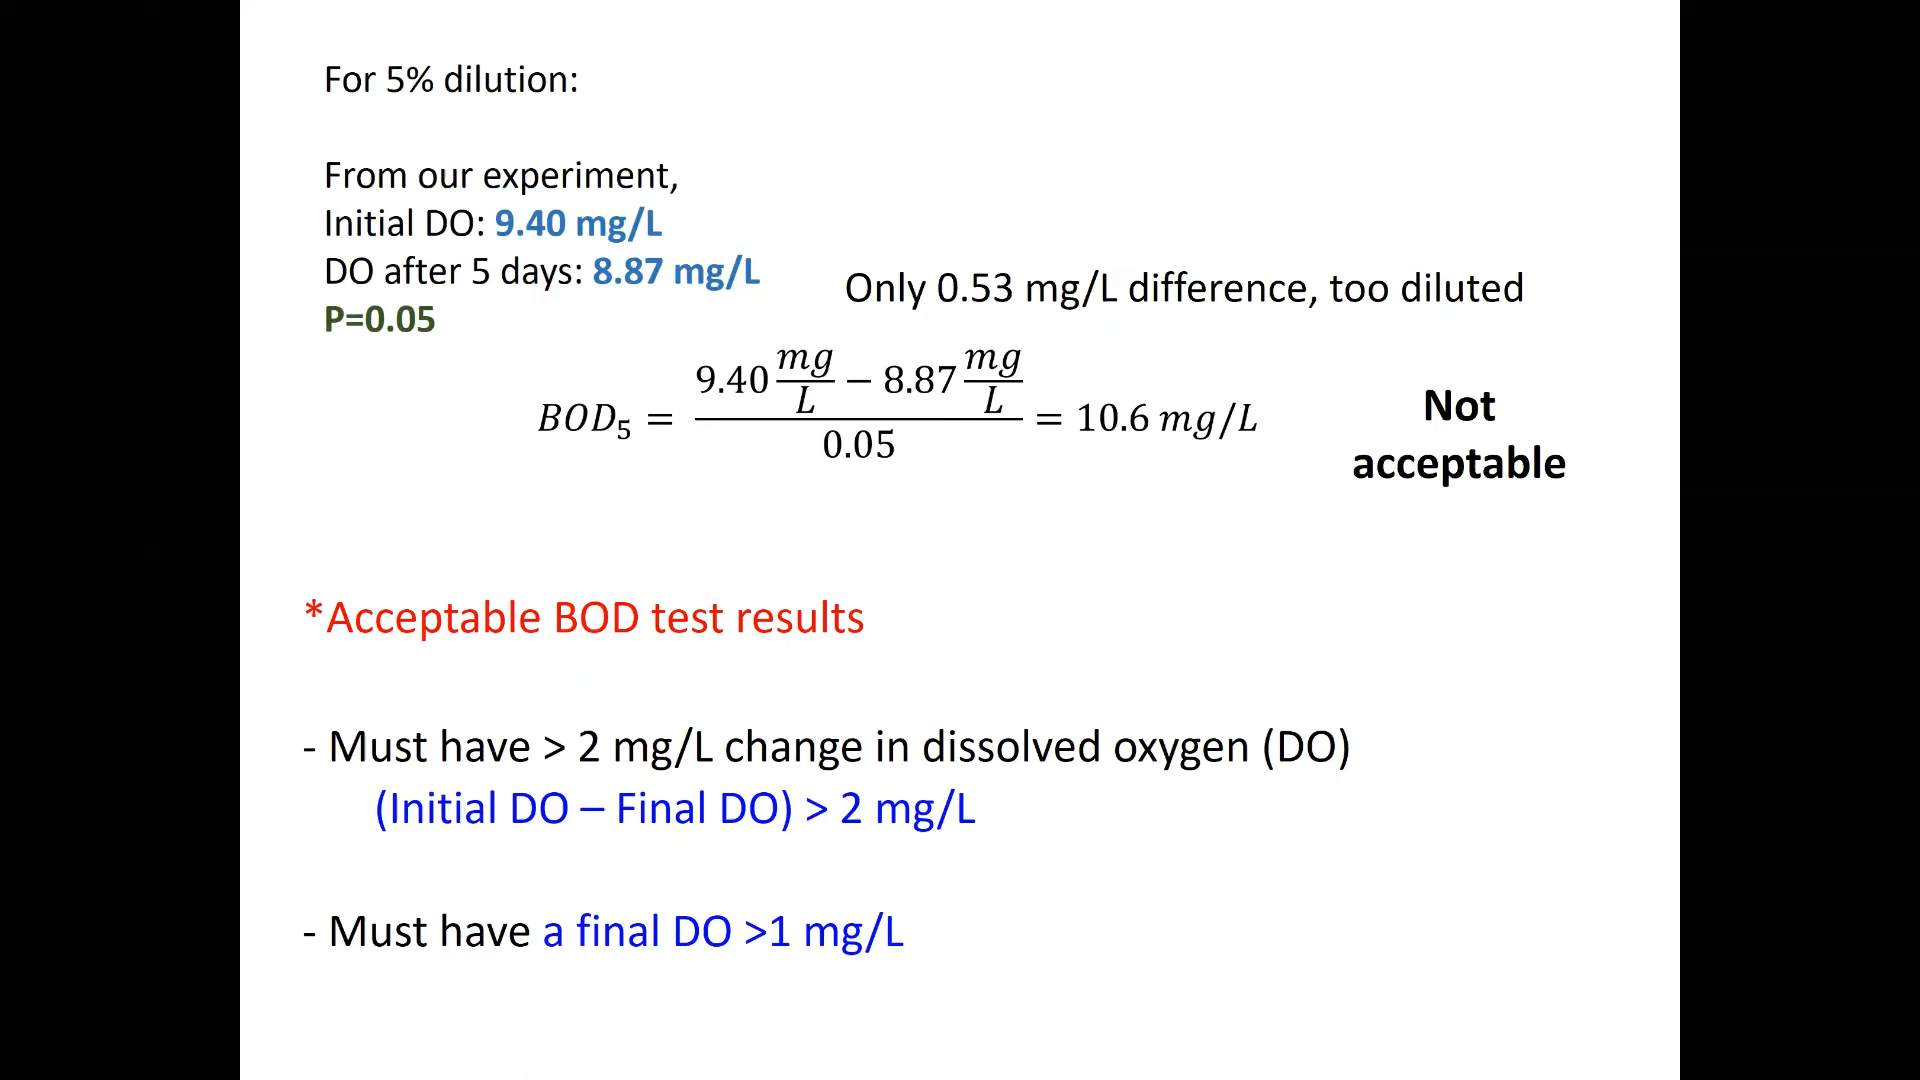 For 5% dilution:
From our experiment,
Initial DO: 9.40 mg/L
DO after 5 days: 8.87 mg/L
Only 0.53 mg/L difference, too diluted
P=0.05
BOD₅ = (9.40 mg/L − 8.87 mg/L) / 0.05 = 10.6 mg/L
Not
acceptable
*Acceptable BOD test results
- Must have > 2 mg/L change in dissolved oxygen (DO)
(Initial DO – Final DO) > 2 mg/L
- Must have a final DO >1 mg/L